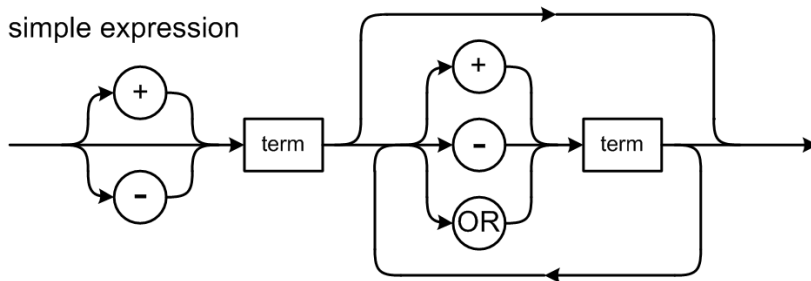 simple expression
+
+
term
-
term
-
OR